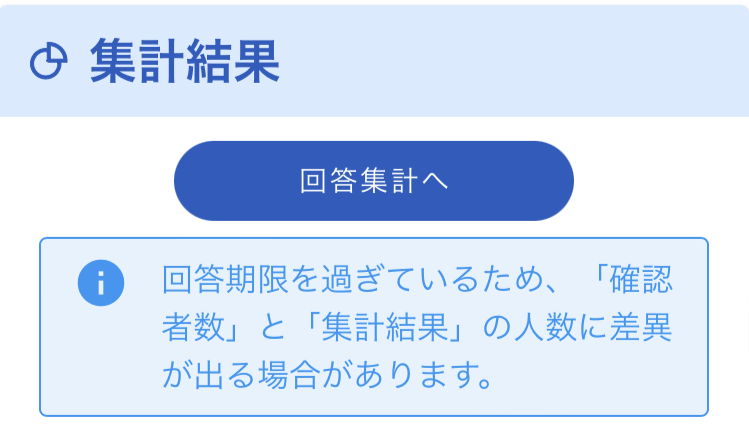 集計結果
回答集計へ
回答期限を過ぎているため、「確認
者数」と「集計結果」の人数に差異
が出る場合があります。